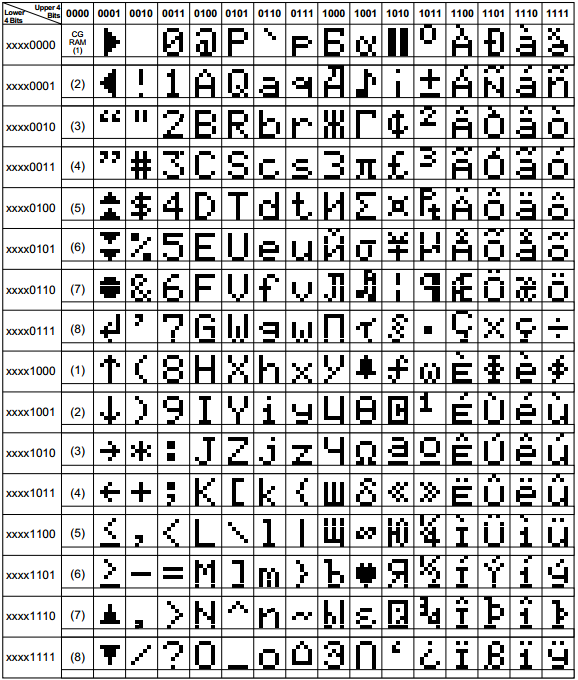 Lower 4 Bits Upper 4 Bits 0000 0001 0010 0011 0100 0101 0110 0111 1000 1001 1010 1011 1100 1101 1110 1111
xxxx0000 CG RAM (1) ▶ 0 @ P ` p Б α ° À Ð à ð
xxxx0001 (2) ◀ ! 1 A Q a q Д ♪ ¡ ± Á Ñ á ñ
xxxx0010 (3) “ " 2 B R b r Ж Г ¢ ² Â Ò â ò
xxxx0011 (4) ” # 3 C S c s З π £ ³ Ã Ó ã ó
xxxx0100 (5) $ 4 D T d t И Σ ¤ ₧ Ä Ô ä ô
xxxx0101 (6) % 5 E U e u Й σ ¥ µ Å Õ å õ
xxxx0110 (7) ● & 6 F V f v Л ♫ ¦ ¶ Æ Ö æ ö
xxxx0111 (8) ↵ ' 7 G W g w П τ § · Ç × ç ÷
xxxx1000 (1) ↑ ( 8 H X h x У ƒ ω È Φ è ф
xxxx1001 (2) ↓ ) 9 I Y i y Ц θ © ¹ É Ù é ù
xxxx1010 (3) → * : J Z j z Ч Ω ª º Ê Ú ê ú
xxxx1011 (4) ← + ; K [ k { Ш δ « » Ë Û ë û
xxxx1100 (5) ≤ , < L \ l | Щ ∞ Ю ¼ Ì Ü ì ü
xxxx1101 (6) ≥ - = M ] m } Ъ ♥ Я ½ Í Ý í ý
xxxx1110 (7) ▲ . > N ^ n ~ Ы ε ¾ Î Þ î þ
xxxx1111 (8) ▼ / ? O _ o ⌂ Э ∩ ‘ ¿ Ï ß ï ÿ